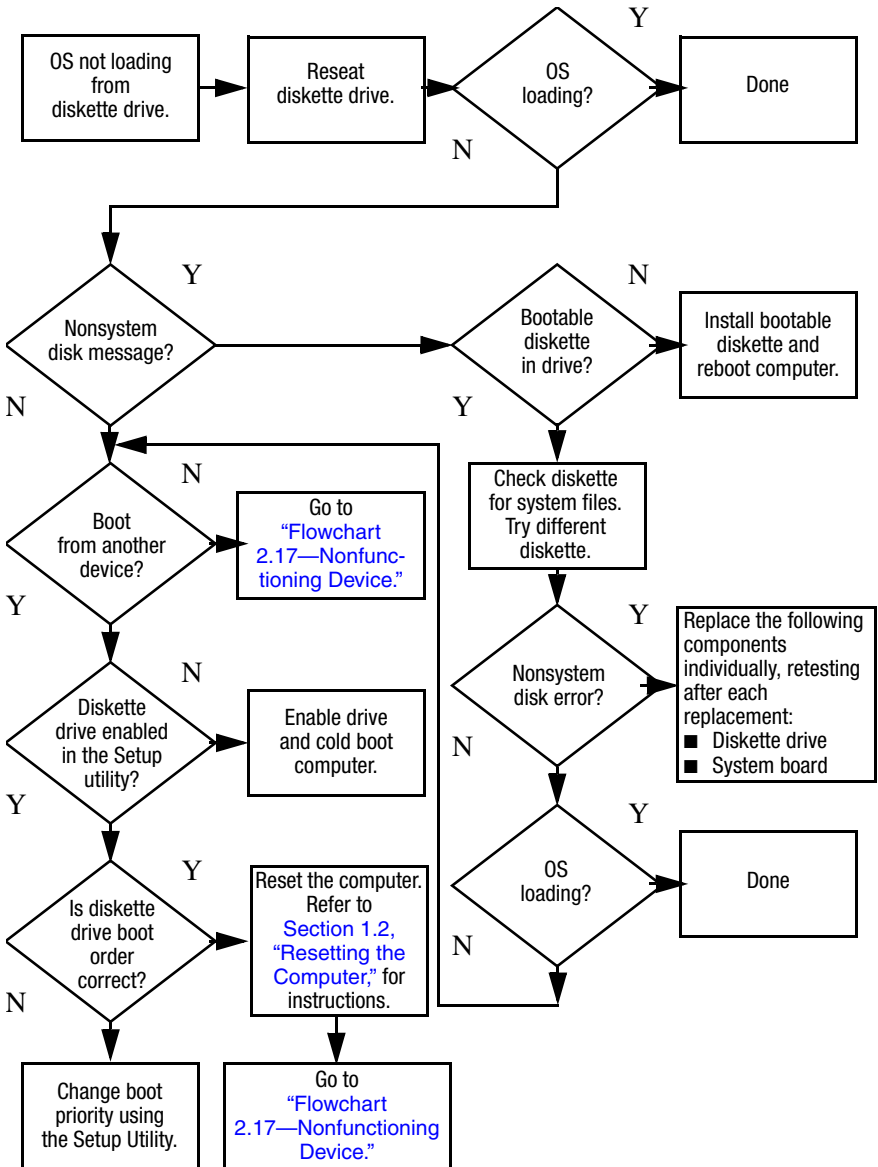 OS not loading
from
diskette drive.
Reseat
diskette drive.
OS
loading?
Y
N
Done
Nonsystem
disk message?
Y
N
Bootable
diskette
in drive?
N
Y
Install bootable
diskette and
reboot computer.
Boot
from another
device?
N
Y
Go to
“Flowchart
2.17—Nonfunc-
tioning Device.”
Check diskette
for system files.
Try different
diskette.
Diskette
drive enabled
in the Setup
utility?
N
Y
Enable drive
and cold boot
computer.
Nonsystem
disk error?
Y
N
Replace the following
components
individually, retesting
after each
replacement:
■ Diskette drive
■ System board
Is diskette
drive boot
order
correct?
Y
N
Reset the computer.
Refer to
Section 1.2,
“Resetting the
Computer,” for
instructions.
OS
loading?
Y
N
Done
Change boot
priority using
the Setup Utility.
Go to
“Flowchart
2.17—Nonfunctioning
Device.”